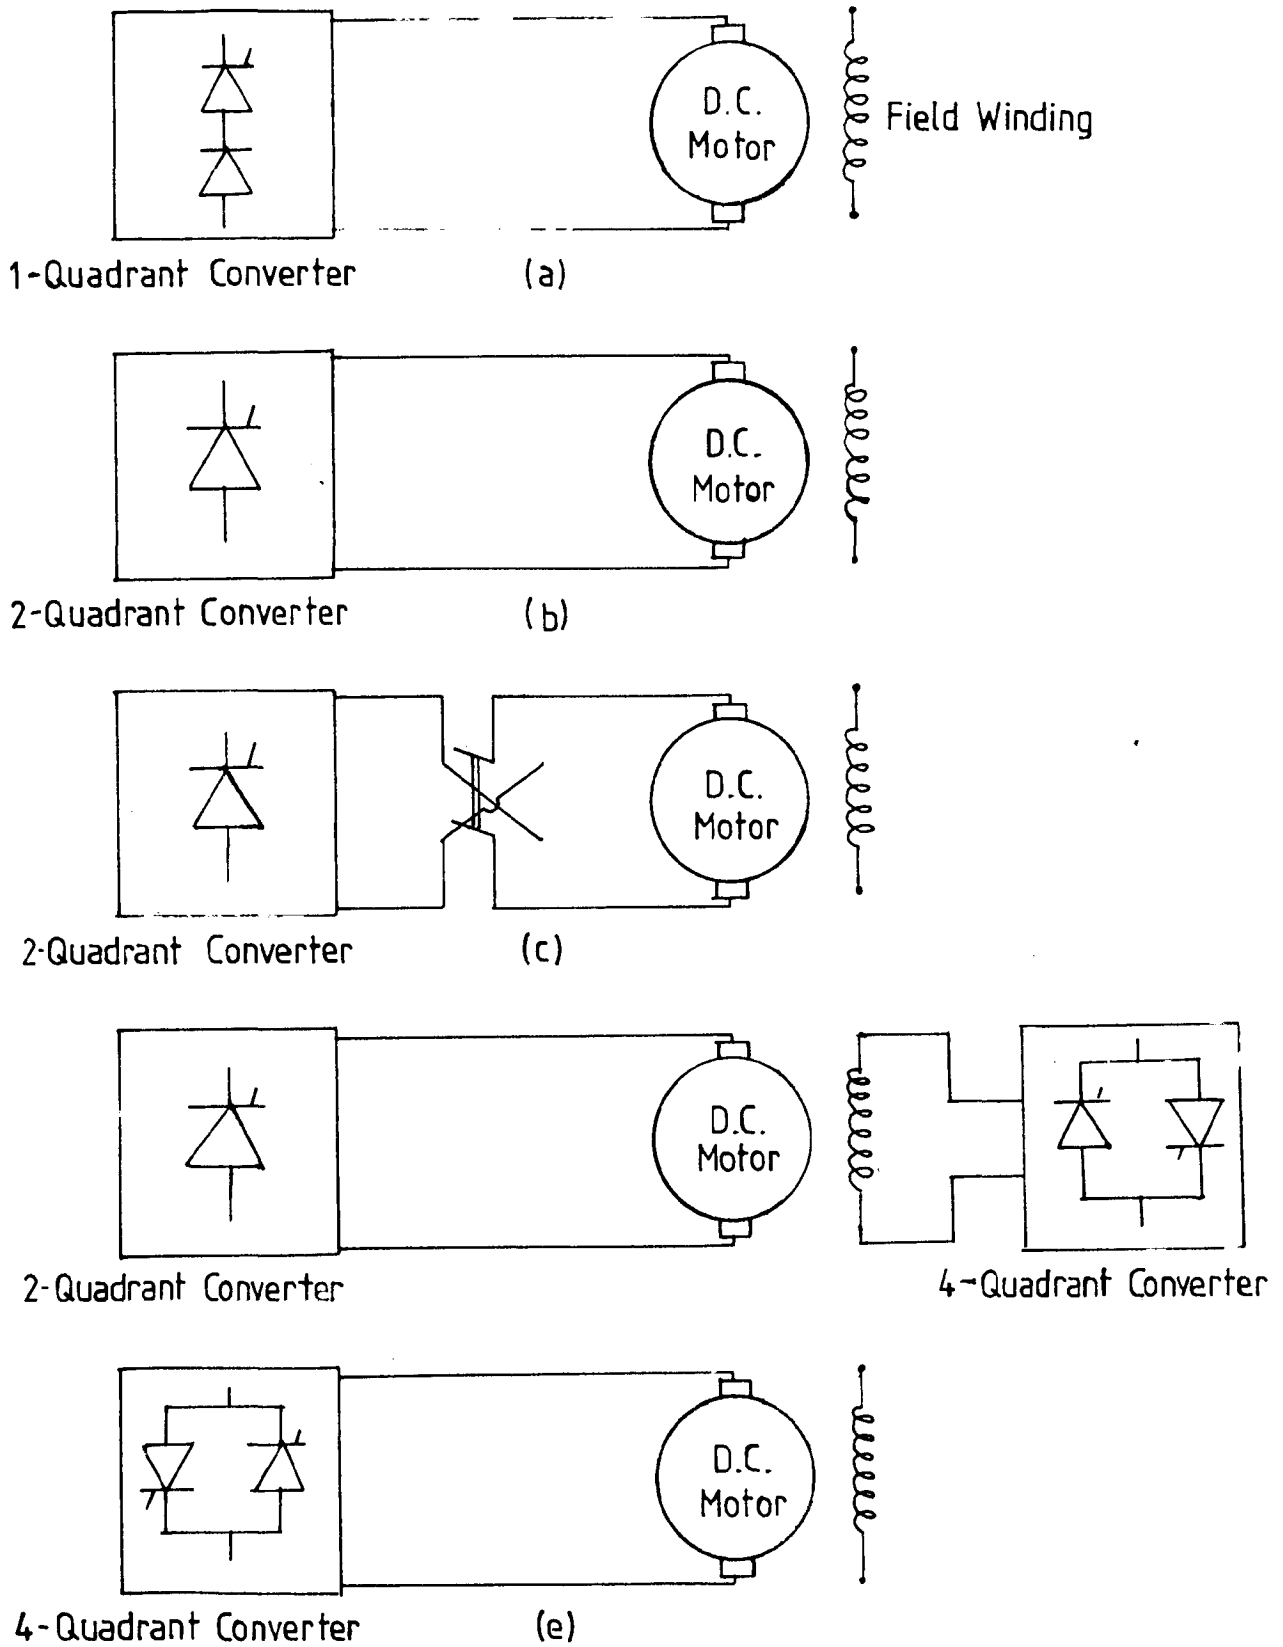 D.C.
Motor
Field Winding
1-Quadrant Converter
(a)
D.C.
Motor
2-Quadrant Converter
(b)
D.C.
Motor
2-Quadrant Converter
(c)
D.C.
Motor
2-Quadrant Converter
4-Quadrant Converter
D.C.
Motor
4-Quadrant Converter
(e)